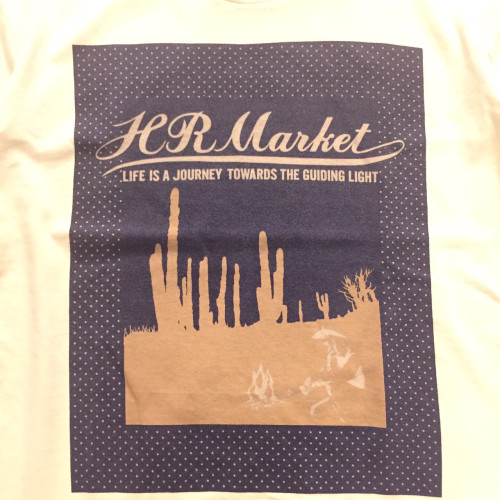 HR Market
LIFE IS A JOURNEY TOWARDS THE GUIDING LIGHT